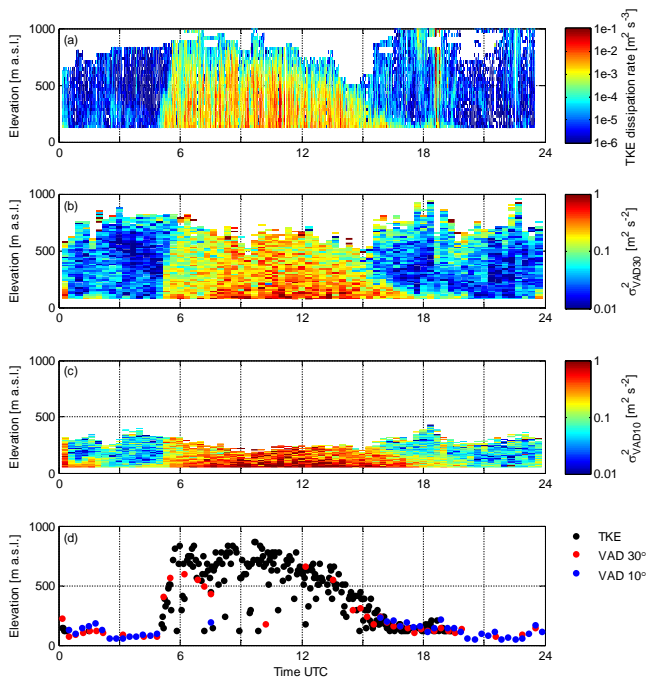 (a)
1000
500
0
Elevation [m a.s.l.]
0 6 12 18 24
1e-1
1e-2
1e-3
1e-4
1e-5
1e-6
TKE dissipation rate [m² s⁻³]
(b)
1000
500
0
Elevation [m a.s.l.]
0 6 12 18 24
1
0.1
0.01
σ²VAD30 [m² s⁻²]
(c)
1000
500
0
Elevation [m a.s.l.]
0 6 12 18 24
1
0.1
0.01
σ²VAD10 [m² s⁻²]
(d)
1000
500
0
Elevation [m a.s.l.]
0 6 12 18 24
Time UTC
TKE
VAD 30°
VAD 10°